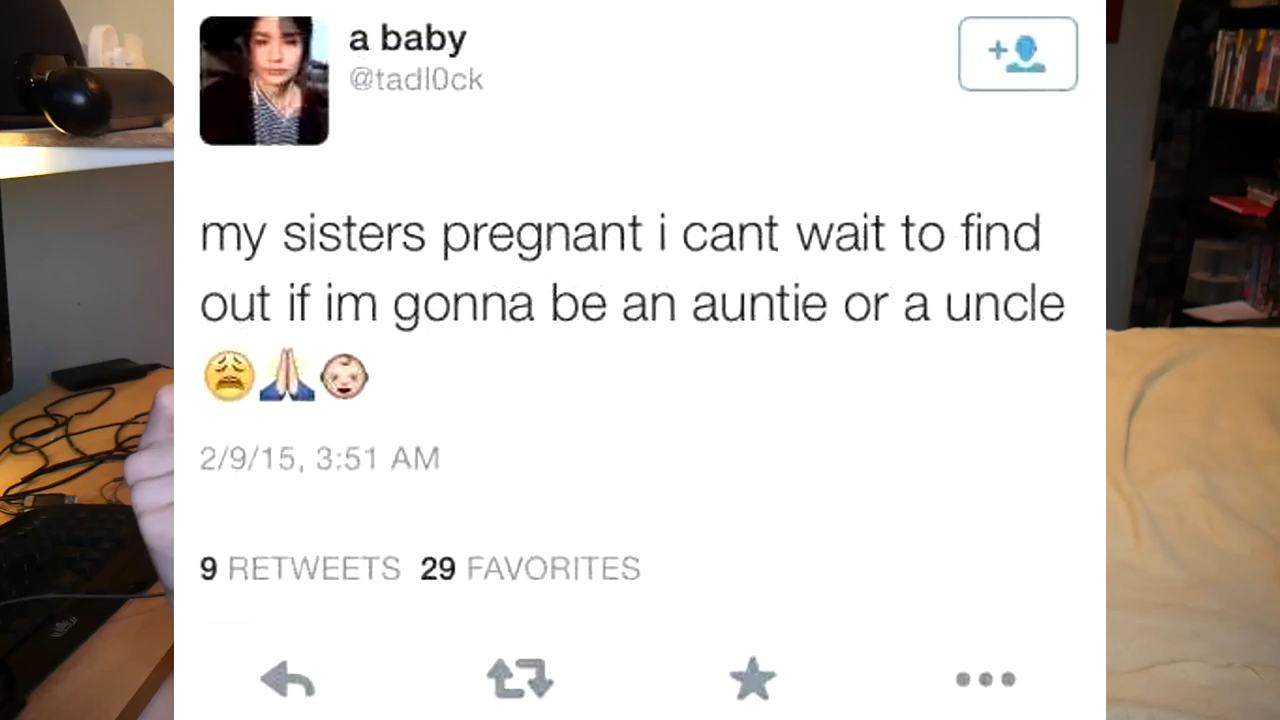 a baby
@tadl0ck
my sisters pregnant i cant wait to find
out if im gonna be an auntie or a uncle
😩🙏👶
2/9/15, 3:51 AM
9 RETWEETS 29 FAVORITES